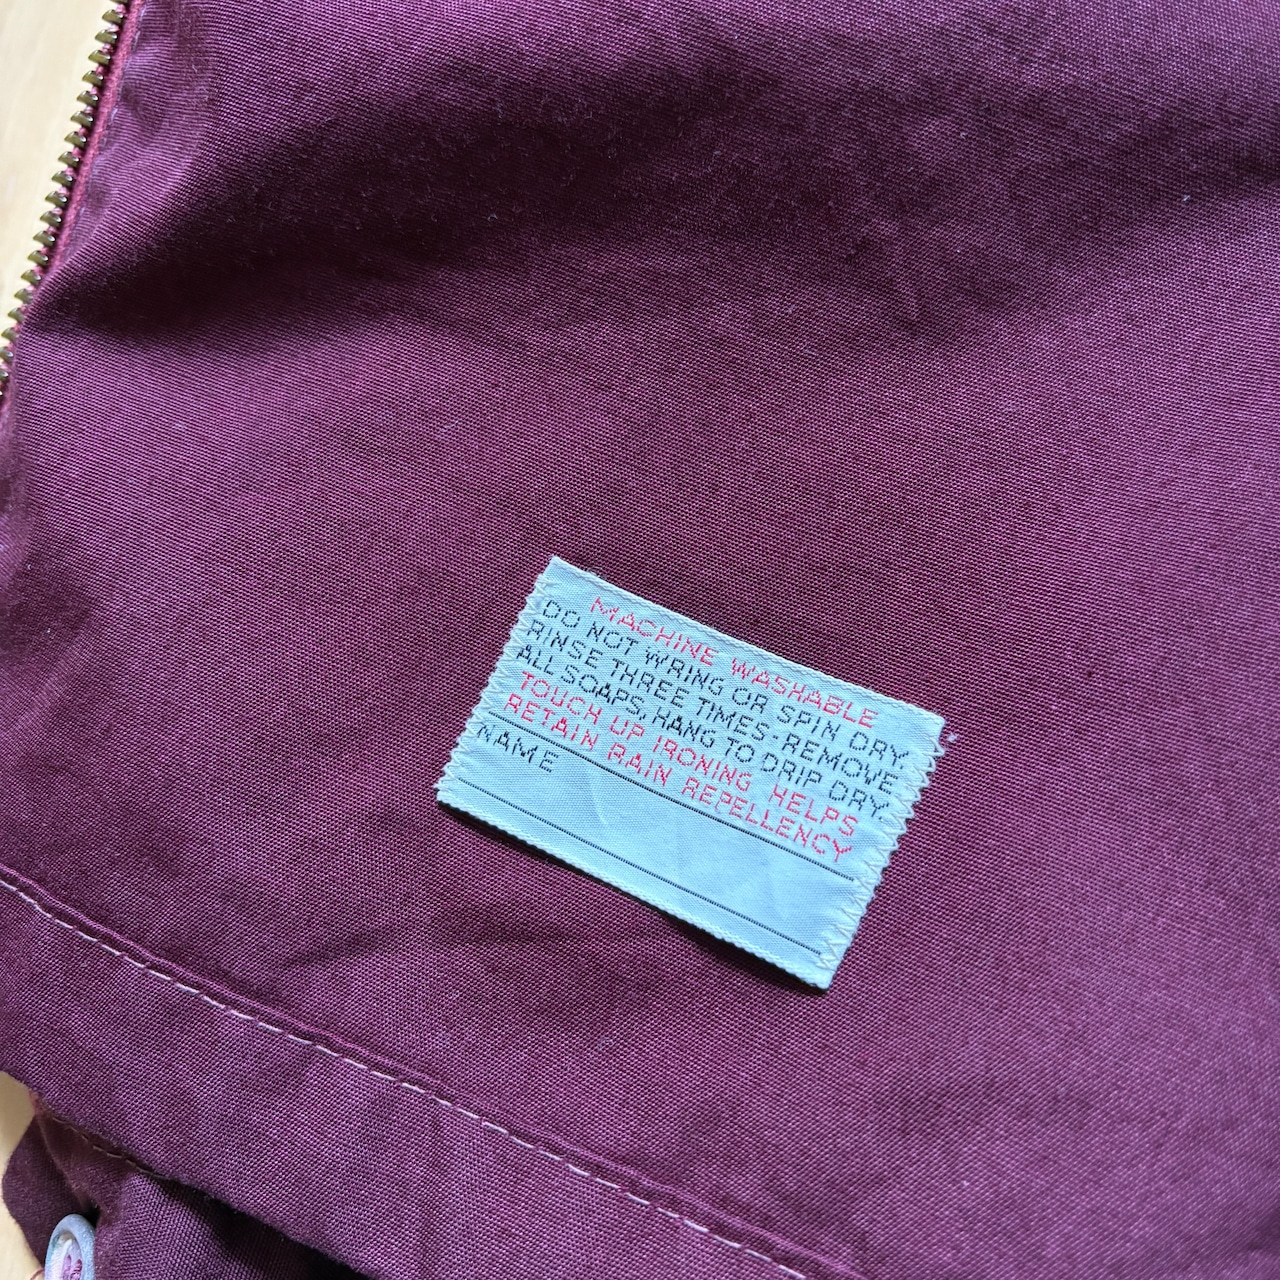 MACHINE WASHABLE
DO NOT WRING OR SPIN DRY.
RINSE THREE TIMES-REMOVE
ALL SOAPS, HANG TO DRIP DRY.
TOUCH UP IRONING HELPS
RETAIN RAIN REPELLENCY
NAME